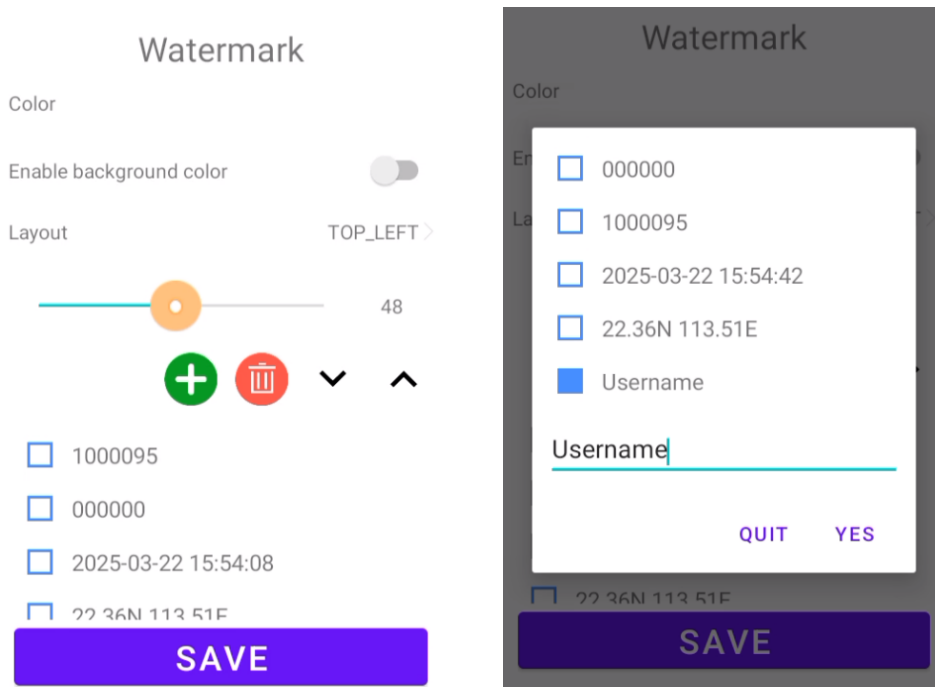 Watermark
Color
Enable background color
Layout TOP_LEFT
48
1000095
000000
2025-03-22 15:54:08
22.36N 113.51E
SAVE
Watermark
Color
000000
1000095
2025-03-22 15:54:42
22.36N 113.51E
Username
Username
QUIT YES
22.36N 113.51E
SAVE